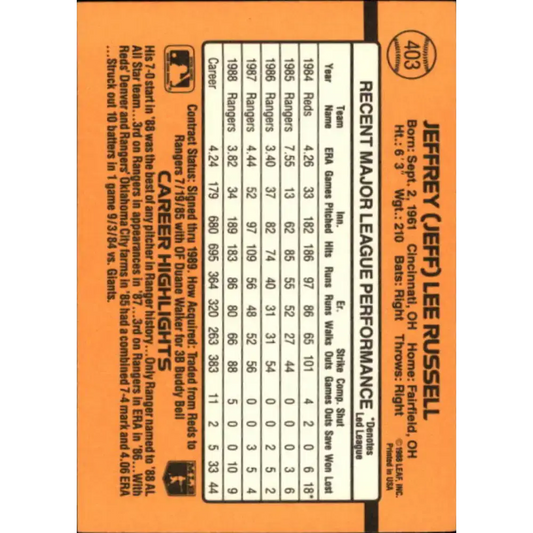 403
JEFFREY (JEFF) LEE RUSSELL
Born: Sept. 2, 1961 Cincinnati, OH Home: Fairfield, OH
Ht.: 6'3" Wgt.: 210 Bats: Right Throws: Right
©1988 LEAF, INC.
Printed in USA
RECENT MAJOR LEAGUE PERFORMANCE
*Denotes
Led League
Team Inn. Er. Strike Comp. Shut
Year Name ERA Games Pitched Hits Runs Runs Walks Outs Games Outs Save Won Lost
1984 Reds 4.26 33 182 186 97 86 65 101 4 2 0 6 18*
1985 Rangers 7.55 13 62 85 55 52 27 44 0 0 0 3 6
1986 Rangers 3.40 37 82 74 40 31 31 54 0 0 2 5 2
1987 Rangers 4.44 52 97 109 56 48 52 56 0 0 3 5 4
1988 Rangers 3.82 34 189 183 86 80 66 88 5 0 0 10 9
Career 4.24 179 680 695 364 320 263 383 11 2 5 33 44
Contract Status: Signed thru 1989. How Acquired: Traded from Reds to
Rangers 7/19/85 with OF Duane Walker for 3B Buddy Bell
CAREER HIGHLIGHTS
His 7-0 start in '88 was the best of any pitcher in Ranger history...Only Ranger named to '88 AL
All Star team...3rd on Rangers in appearances in '87...3rd on Rangers in ERA in '86...With
Reds' Denver and Rangers' Oklahoma City farms in '85 had a combined 7-4 mark and 4.06 ERA
...Struck out 10 batters in 1 game 9/3/84 vs. Giants.